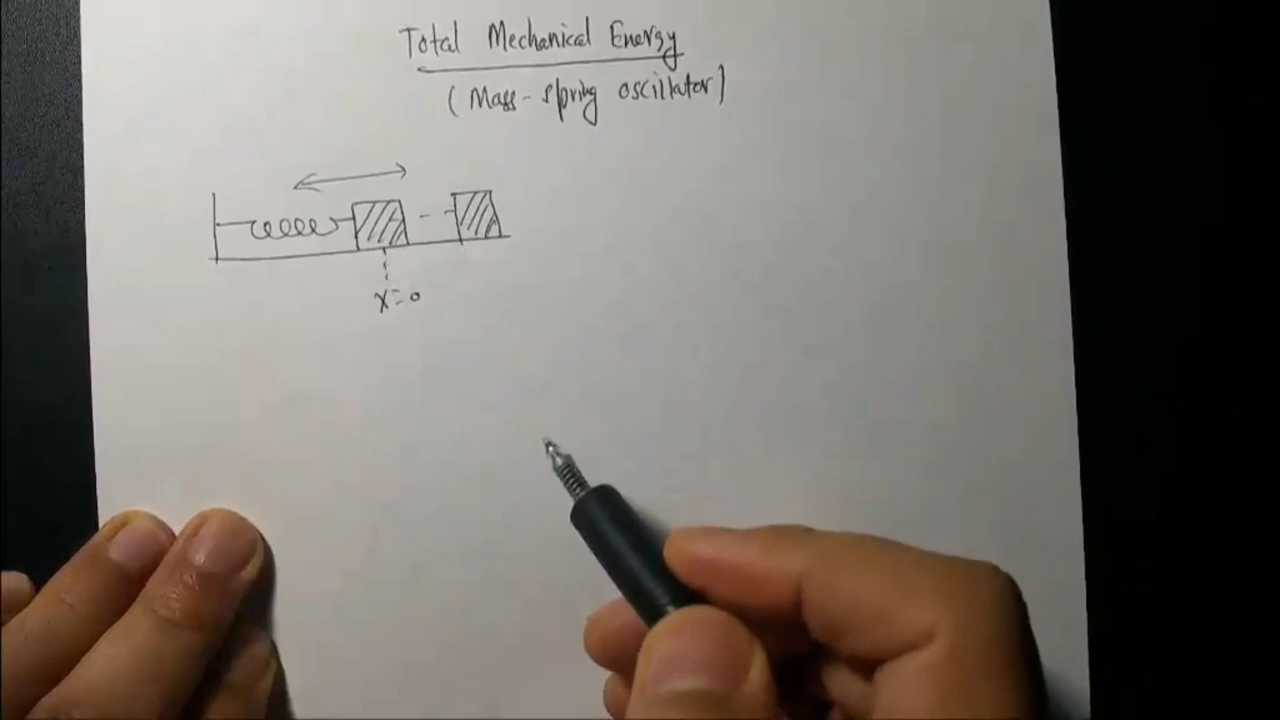 Total Mechanical Energy
(Mass-spring oscillator)
x=0